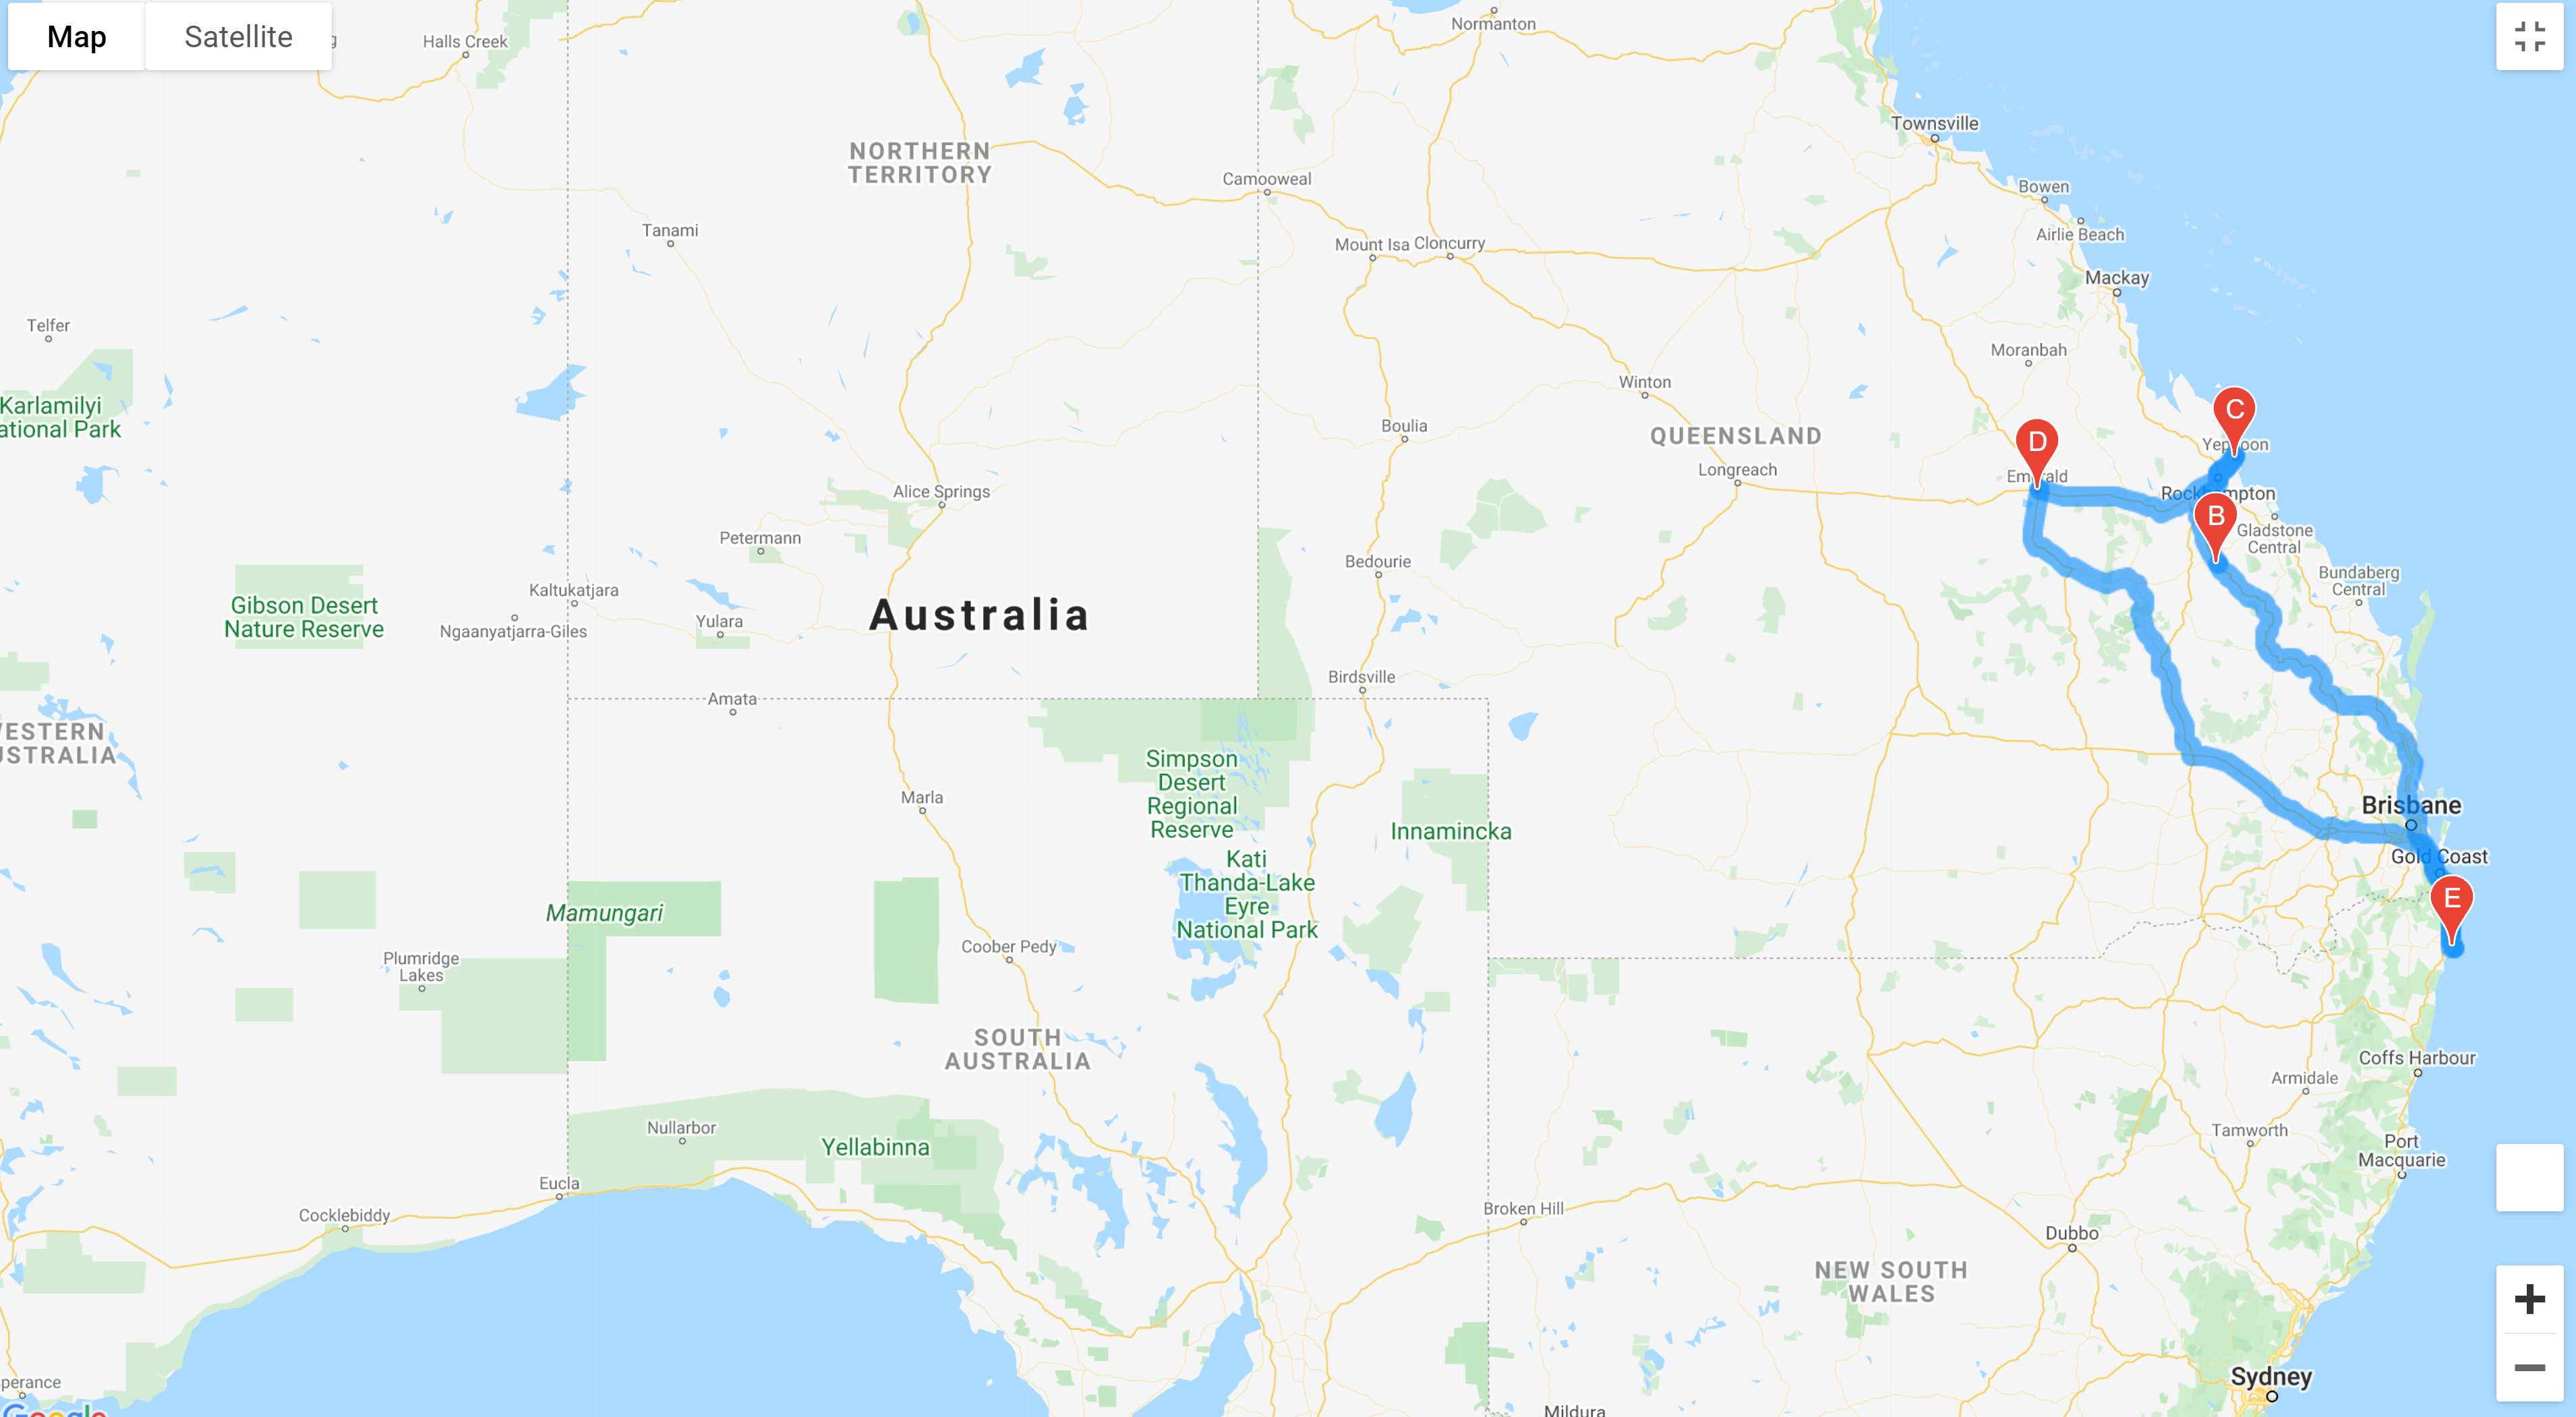 Map
Satellite
g
Halls Creek
Normanton
NORTHERN
TERRITORY
Townsville
Camooweal
Bowen
Tanami
Mount Isa
Cloncurry
Airlie Beach
Mackay
Telfer
Moranbah
Winton
Karlamilyi
ational Park
Boulia
QUEENSLAND
C
Yeppoon
D
Emerald
Longreach
Alice Springs
Rockhampton
B
Petermann
Gladstone
Central
Bedourie
Bundaberg
Central
Kaltukatjara
Gibson Desert
Nature Reserve
Ngaanyatjarra-Giles
Yulara
Australia
Birdsville
Amata
WESTERN
AUSTRALIA
Simpson
Desert
Regional
Reserve
Marla
Brisbane
Innamincka
Kati
Thanda-Lake
Eyre
National Park
Gold Coast
E
Mamungari
Coober Pedy
Plumridge
Lakes
SOUTH
AUSTRALIA
Coffs Harbour
Armidale
Nullarbor
Yellabinna
Tamworth
Port
Macquarie
Eucla
Cocklebiddy
Broken Hill
Dubbo
NEW SOUTH
WALES
Sydney
perance
Mildura
Google